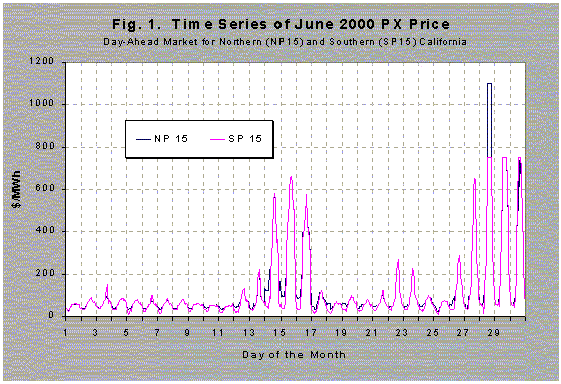 Fig. 1. Time Series of June 2000 PX Price
Day-Ahead Market for Northern (NP15) and Southern (SP15) California
1200
1000
800
600
400
200
0
$/MWh
NP 15 SP 15
1 3 5 7 9 11 13 15 17 19 21 23 25 27 29
Day of the Month